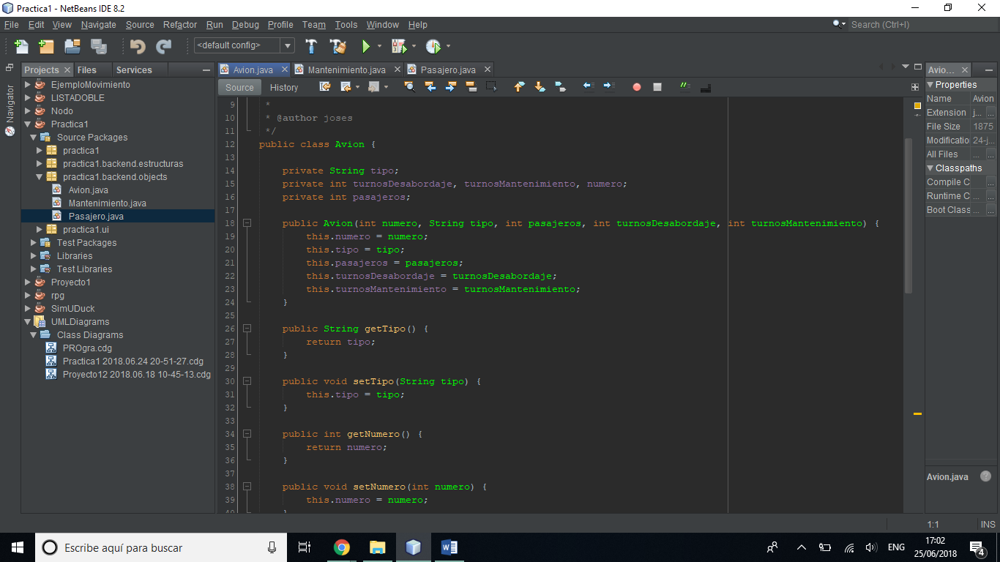 Practica1 - NetBeans IDE 8.2
File Edit View Navigate Source Refactor Run Debug Profile Team Tools Window Help
Search (Ctrl+I)
<default config>
Projects Files Services
Navigator
EjemploMovimiento
LISTADOBLE
Nodo
Practica1
Source Packages
practica1
practica1.backend.estructuras
practica1.backend.objects
Avion.java
Mantenimiento.java
Pasajero.java
practica1.ui
Test Packages
Libraries
Test Libraries
Proyecto1
rpg
SimUDuck
UMLDiagrams
Class Diagrams
PROgra.cdg
Practica1 2018.06.24 20-51-27.cdg
Proyecto12 2018.06.18 10-45-13.cdg
Avion.java Mantenimiento.java Pasajero.java
Source History
9 *
10 * @author joses
11 */
12 public class Avion {
13
14 private String tipo;
15 private int turnosDesabordaje, turnosMantenimiento, numero;
16 private int pasajeros;
17
18 public Avion(int numero, String tipo, int pasajeros, int turnosDesabordaje, int turnosMantenimiento) {
19 this.numero = numero;
20 this.tipo = tipo;
21 this.pasajeros = pasajeros;
22 this.turnosDesabordaje = turnosDesabordaje;
23 this.turnosMantenimiento = turnosMantenimiento;
24 }
25
26 public String getTipo() {
27 return tipo;
28 }
29
30 public void setTipo(String tipo) {
31 this.tipo = tipo;
32 }
33
34 public int getNumero() {
35 return numero;
36 }
37
38 public void setNumero(int numero) {
39 this.numero = numero;
40 }
Avio...
Properties
Name Avion
Extension j... ...
File Size 1875
Modificatio 24-j...
All Files ... ...
Classpaths
Compile C ...
Runtime C ...
Boot Class ... ...
Avion.java
1:1 INS
Escribe aquí para buscar
ENG
17:02
25/06/2018
4